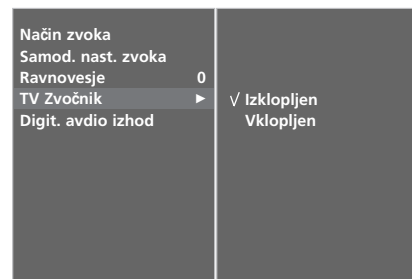 Način zvoka
Samod. nast. zvoka
Ravnovesje 0
TV Zvočnik ►
Digit. avdio izhod
√ Izklopljen
Vklopljen